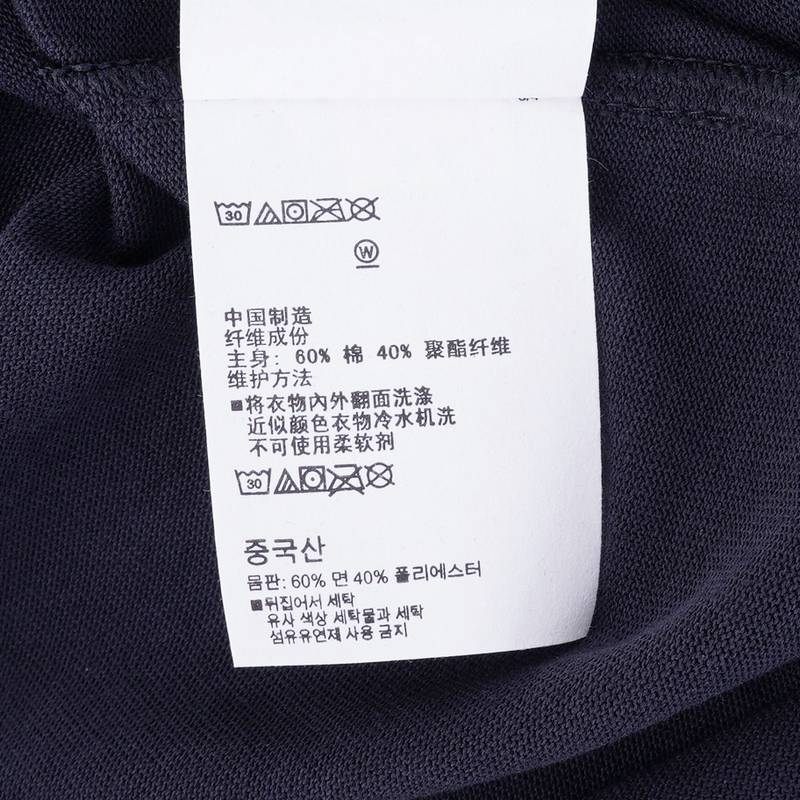 30
W
中国制造
纤维成份
主身: 60% 棉 40% 聚酯纤维
维护方法
■将衣物內外翻面洗涤
近似颜色衣物冷水机洗
不可使用柔软剂
30
중국산
몸판: 60% 면 40% 폴리에스터
■뒤집어서 세탁
유사 색상 세탁물과 세탁
섬유유연제 사용 금지